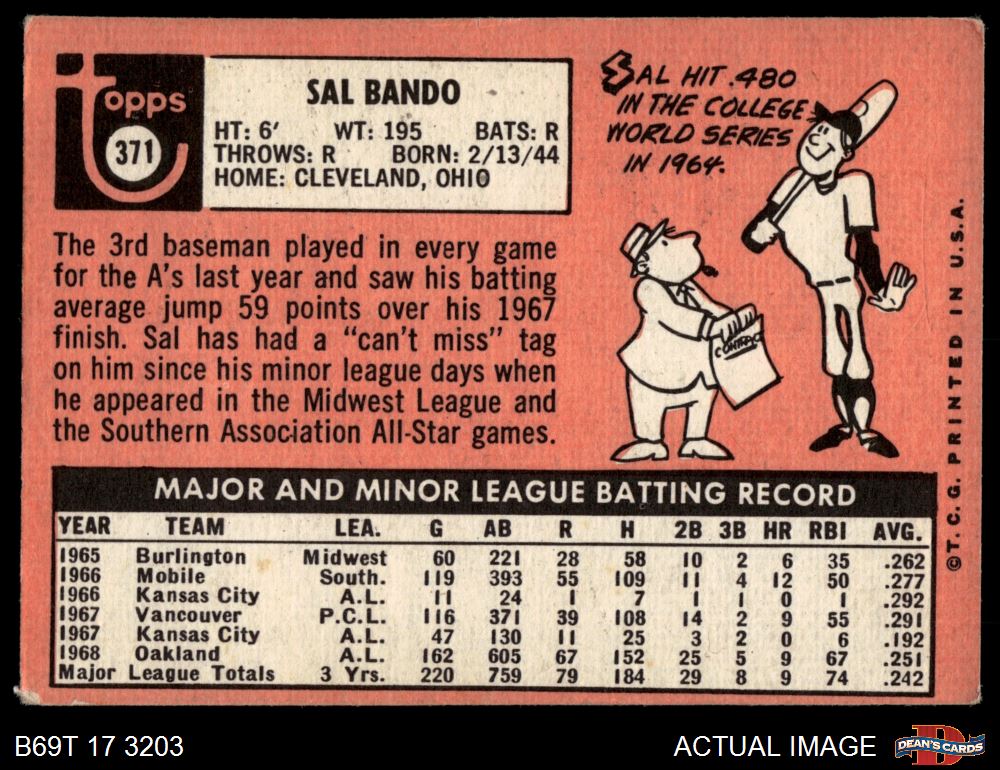 Topps
371
SAL BANDO
HT: 6' WT: 195 BATS: R
THROWS: R BORN: 2/13/44
HOME: CLEVELAND, OHIO
SAL HIT .480
IN THE COLLEGE
WORLD SERIES
IN 1964.
CONTRAC
The 3rd baseman played in every game
for the A's last year and saw his batting
average jump 59 points over his 1967
finish. Sal has had a "can't miss" tag
on him since his minor league days when
he appeared in the Midwest League and
the Southern Association All-Star games.
MAJOR AND MINOR LEAGUE BATTING RECORD
YEAR TEAM LEA. G AB R H 2B 3B HR RBI AVG.
1965 Burlington Midwest 60 221 28 58 10 2 6 35 .262
1966 Mobile South. 119 393 55 109 11 4 12 50 .277
1966 Kansas City A.L. 11 24 1 7 1 1 0 1 .292
1967 Vancouver P.C.L. 116 371 39 108 14 2 9 55 .291
1967 Kansas City A.L. 47 130 11 25 3 2 0 6 .192
1968 Oakland A.L. 162 605 67 152 25 5 9 67 .251
Major League Totals 3 Yrs. 220 759 79 184 29 8 9 74 .242
©T.C.G. PRINTED IN U.S.A.
B69T 17 3203
ACTUAL IMAGE
D
DEAN'S CARDS